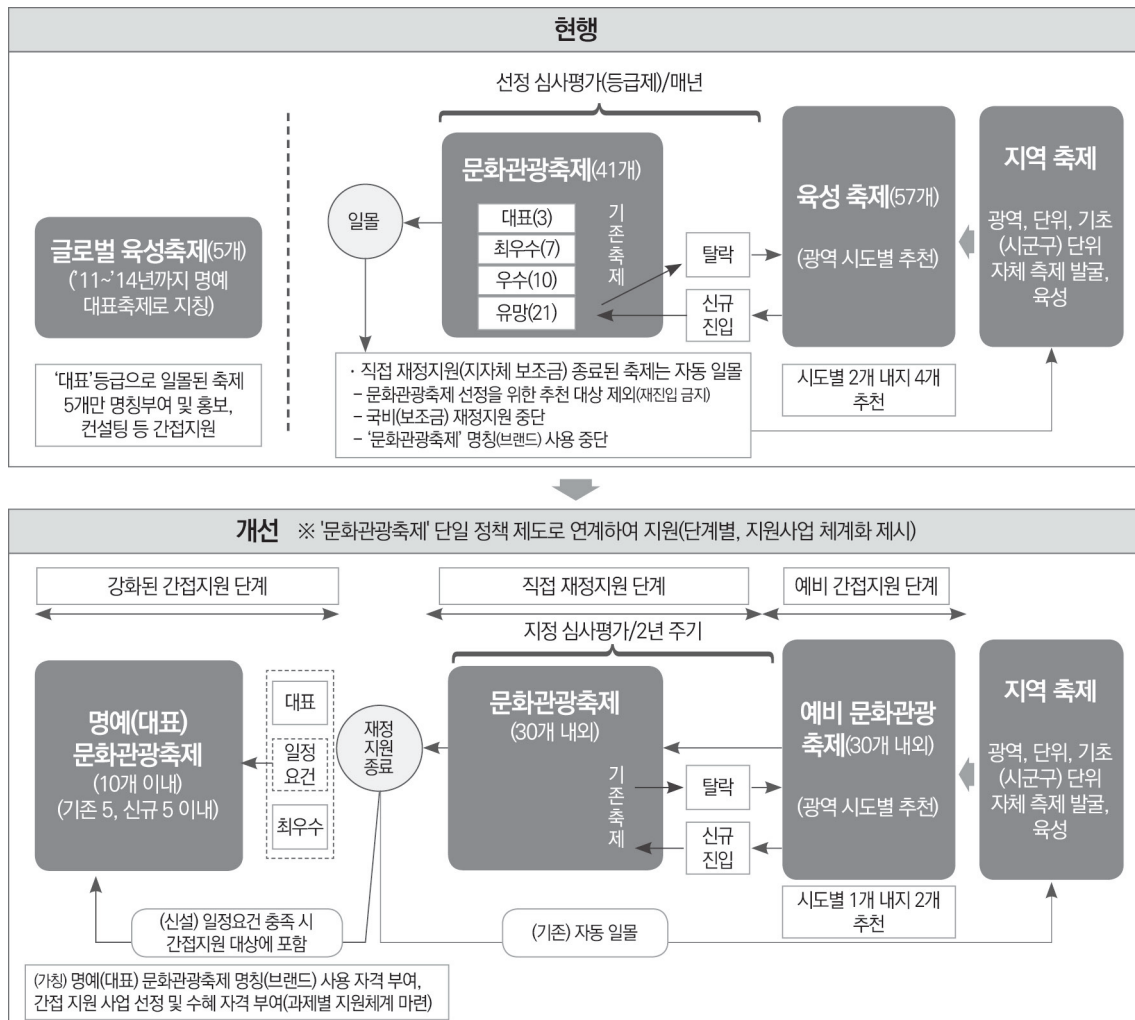 현행
선정 심사평가(등급제)/매년
글로벌 육성축제(5개)
('11~'14년까지 명예
대표축제로 지칭)
'대표'등급으로 일몰된 축제
5개만 명칭부여 및 홍보,
컨설팅 등 간접지원
일몰
문화관광축제(41개)
대표(3)
최우수(7)
우수(10)
유망(21)
기존축제
탈락
신규
진입
육성 축제(57개)
(광역 시도별 추천)
시도별 2개 내지 4개
추천
지역 축제
광역, 단위, 기초
(시군구) 단위
자체 측제 발굴,
육성
· 직접 재정지원(지자체 보조금) 종료된 축제는 자동 일몰
– 문화관광축제 선정을 위한 추천 대상 제외(재진입 금지)
– 국비(보조금) 재정지원 중단
– '문화관광축제' 명칭(브랜드) 사용 중단
개선 ※ '문화관광축제' 단일 정책 제도로 연계하여 지원(단계별, 지원사업 체계화 제시)
강화된 간접지원 단계
직접 재정지원 단계
예비 간접지원 단계
지정 심사평가/2년 주기
명예(대표)
문화관광축제
(10개 이내)
(기존 5, 신규 5 이내)
대표
일정
요건
최우수
재정
지원
종료
문화관광축제
(30개 내외)
기존축제
탈락
신규
진입
예비 문화관광
축제(30개 내외)
(광역 시도별 추천)
시도별 1개 내지 2개
추천
지역 축제
광역, 단위, 기초
(시군구) 단위
자체 측제 발굴,
육성
(신설) 일정요건 충족 시
간접지원 대상에 포함
(기존) 자동 일몰
(가칭) 명예(대표) 문화관광축제 명칭(브랜드) 사용 자격 부여,
간접 지원 사업 선정 및 수혜 자격 부여(과제별 지원체계 마련)